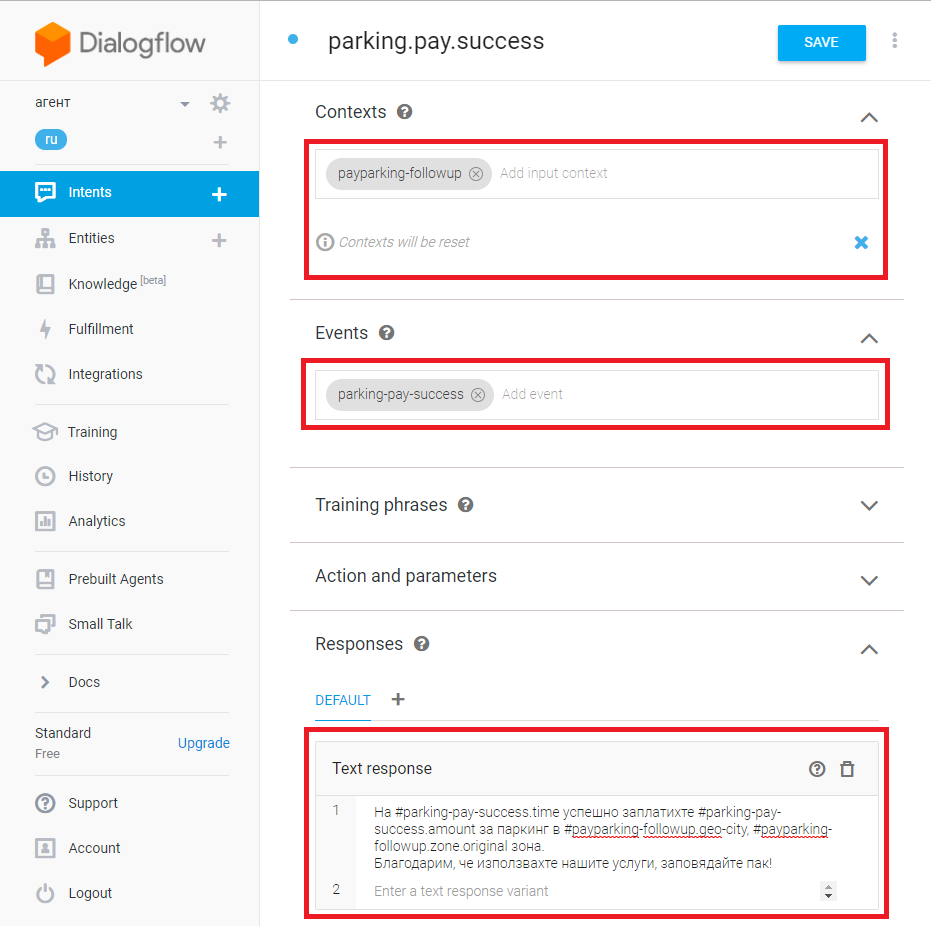 Dialogflow
агент
ru
Intents
Entities
Knowledge [beta]
Fulfillment
Integrations
Training
History
Analytics
Prebuilt Agents
Small Talk
Docs
Standard
Free
Upgrade
Support
Account
Logout
parking.pay.success
SAVE
Contexts
payparking-followup Add input context
Contexts will be reset
Events
parking-pay-success Add event
Training phrases
Action and parameters
Responses
DEFAULT
Text response
1 На #parking-pay-success.time успешно заплатихте #parking-pay-
success.amount за паркинг в #payparking-followup.geo-city, #payparking-
followup.zone.original зона.
Благодарим, че използвахте нашите услуги, заповядайте пак!
2 Enter a text response variant